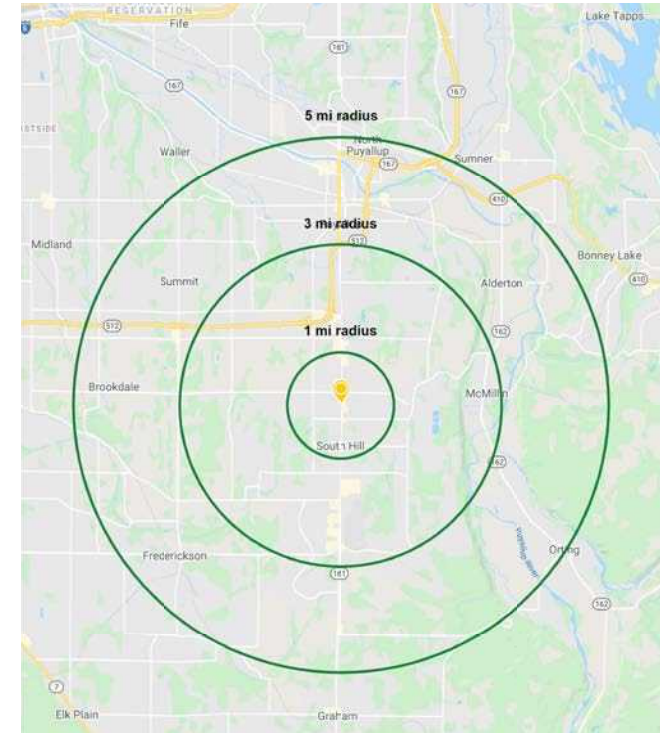 RESERVATION
Fife
Lake Tapps
161
167
167
5 mi radius
North
Puyallup
Waller
167
Sumner
410
3 mi radius
512
Midland
Bonney Lake
410
Summit
Alderton
512
1 mi radius
162
Brookdale
McMillin
South Hill
162
Puyallup River
Frederickson
Orting
161
162
7
Elk Plain
Graham